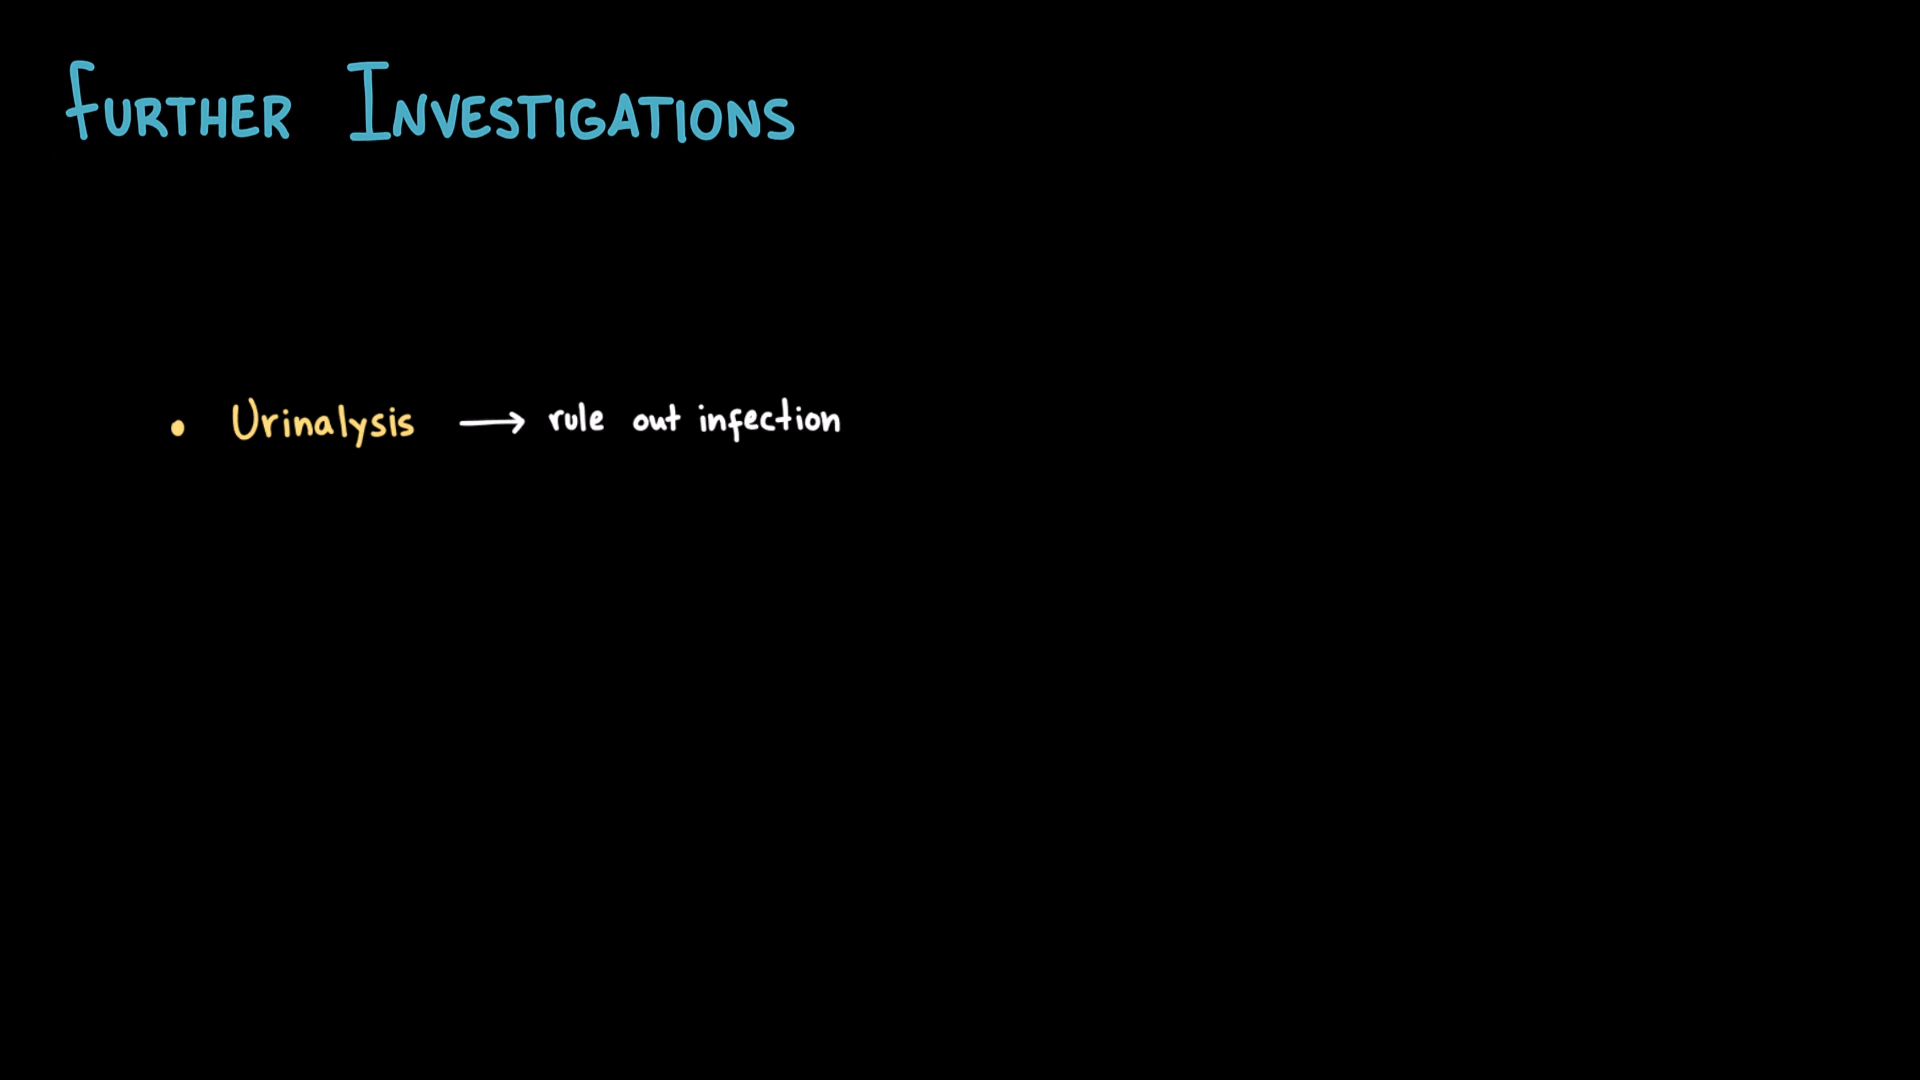 Further Investigations
• Urinalysis → rule out infection